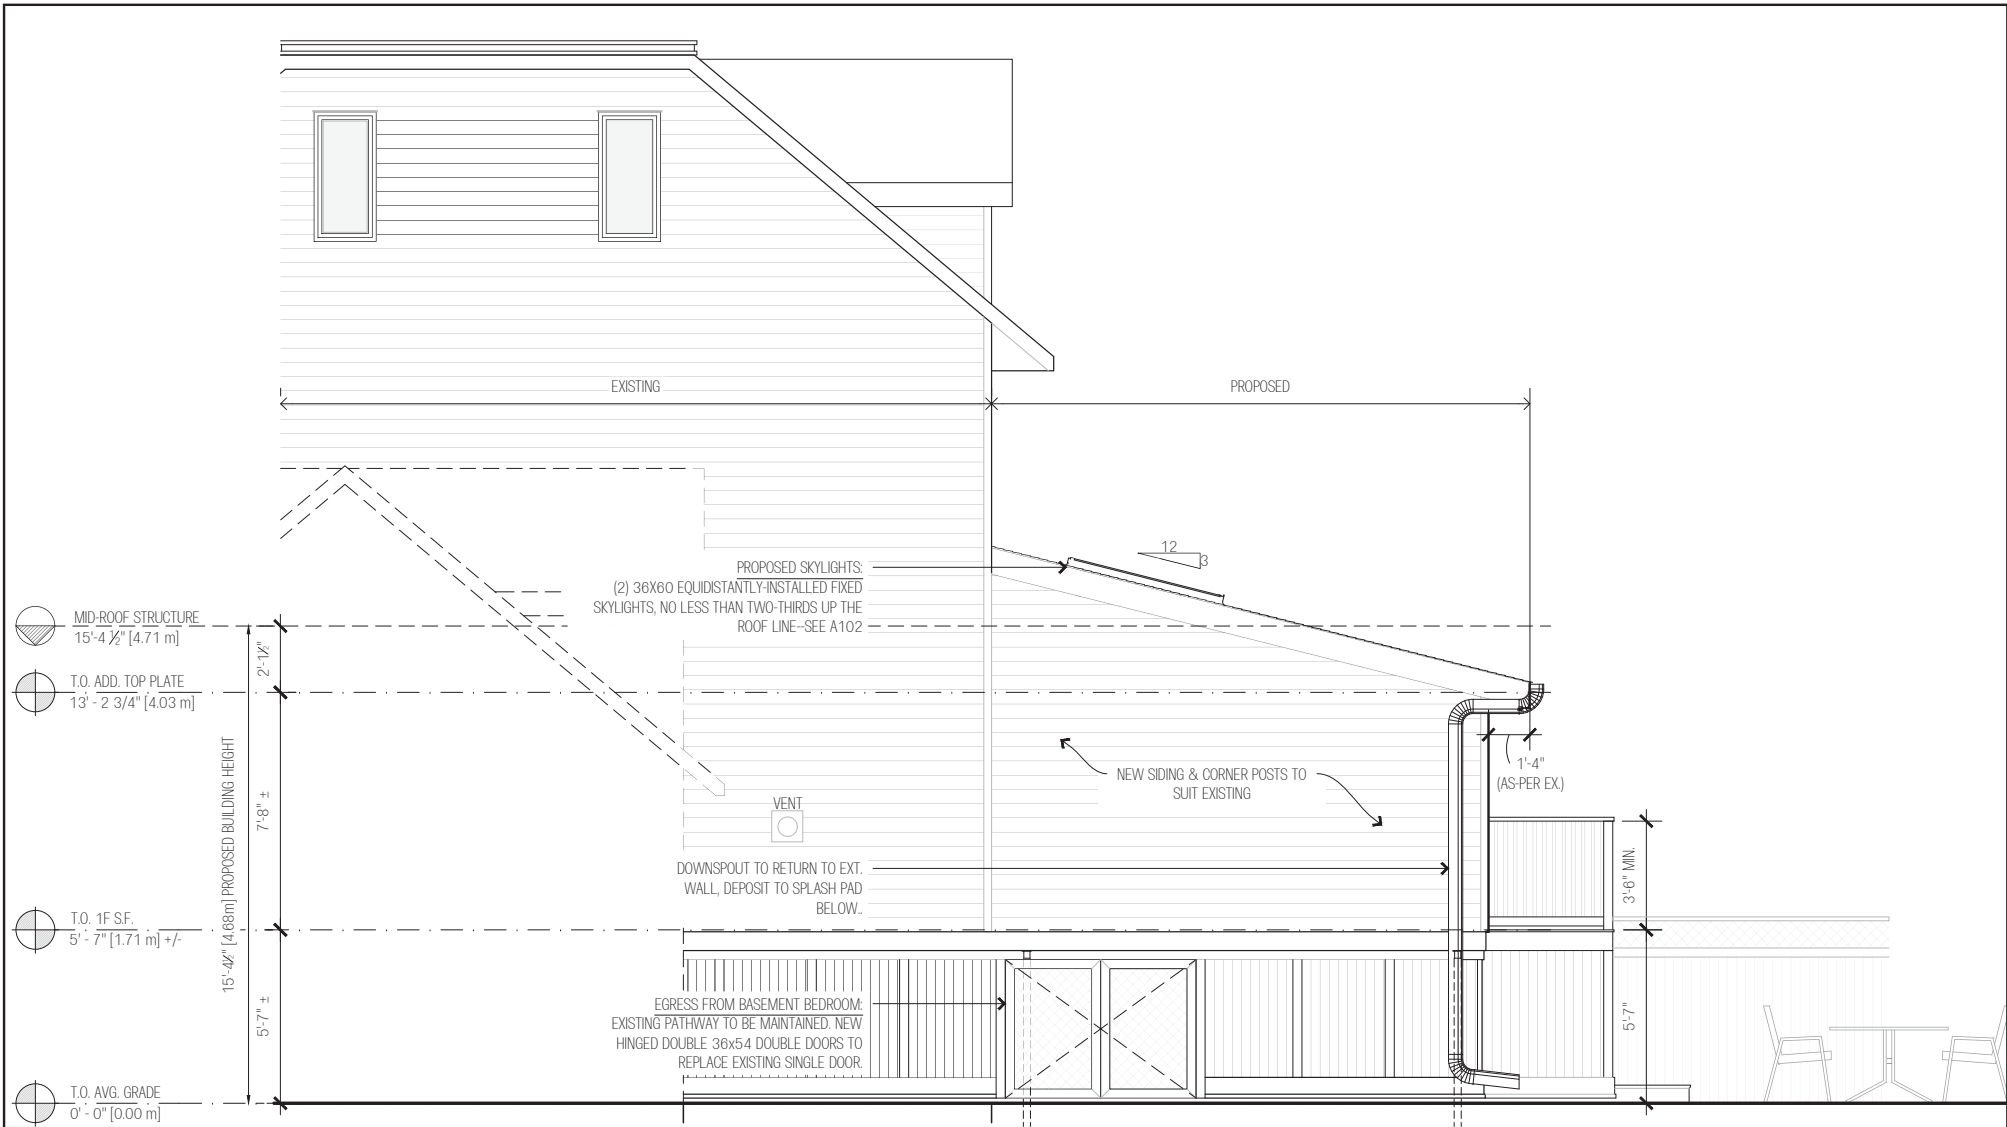 EXISTING
PROPOSED
12
3
PROPOSED SKYLIGHTS:
(2) 36X60 EQUIDISTANTLY-INSTALLED FIXED
SKYLIGHTS, NO LESS THAN TWO-THIRDS UP THE
ROOF LINE--SEE A102
MID-ROOF STRUCTURE
15'-4 ½" [4.71 m]
2'-1½"
T.O. ADD. TOP PLATE
13' - 2 3/4" [4.03 m]
15'-4½" [4.68m] PROPOSED BUILDING HEIGHT
7'-8" ±
1'-4"
(AS-PER EX.)
NEW SIDING & CORNER POSTS TO
SUIT EXISTING
VENT
DOWNSPOUT TO RETURN TO EXT.
WALL, DEPOSIT TO SPLASH PAD
BELOW..
3'-6" MIN.
T.O. 1F S.F.
5' - 7" [1.71 m] +/-
5'-7" ±
EGRESS FROM BASEMENT BEDROOM:
EXISTING PATHWAY TO BE MAINTAINED. NEW
HINGED DOUBLE 36x54 DOUBLE DOORS TO
REPLACE EXISTING SINGLE DOOR.
5'-7"
T.O. AVG. GRADE
0' - 0" [0.00 m]